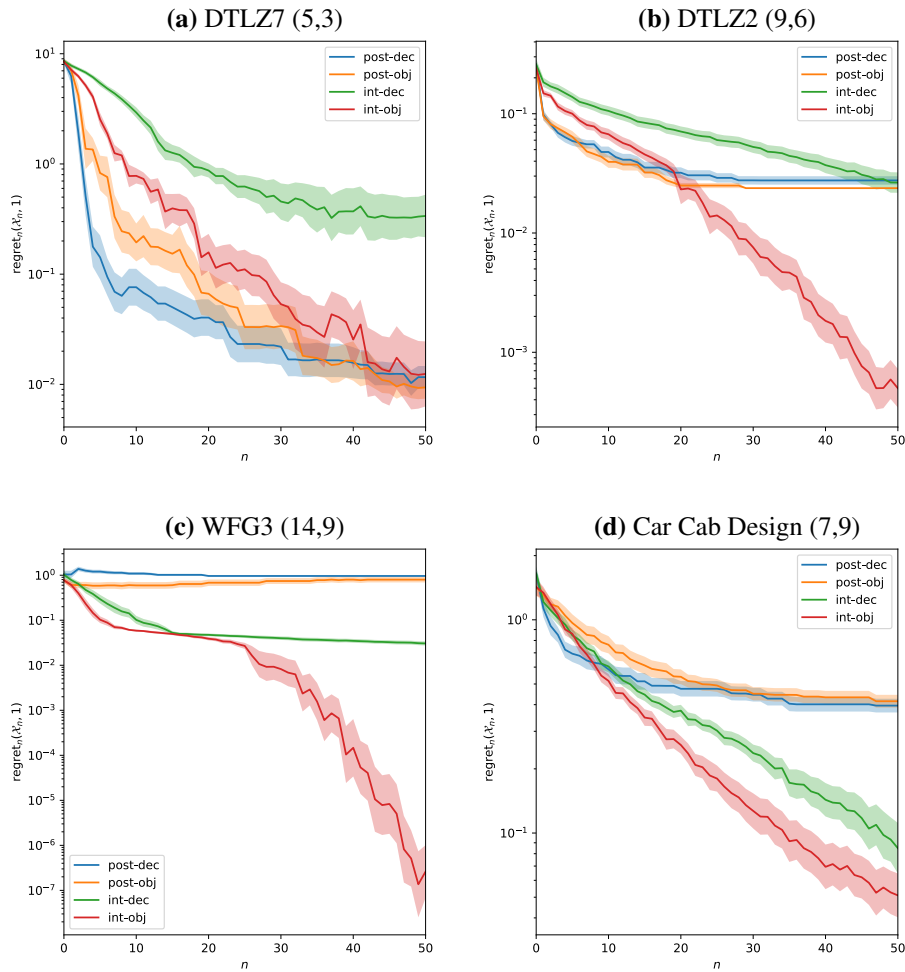 (a) DTLZ7 (5,3)
10^1
10^0
10^-1
10^-2
regret_n(𝒳_n, 1)
0 10 20 30 40 50
n
post-dec
post-obj
int-dec
int-obj
(b) DTLZ2 (9,6)
10^-1
10^-2
10^-3
regret_n(𝒳_n, 1)
0 10 20 30 40 50
n
post-dec
post-obj
int-dec
int-obj
(c) WFG3 (14,9)
10^0
10^-1
10^-2
10^-3
10^-4
10^-5
10^-6
10^-7
regret_n(𝒳_n, 1)
0 10 20 30 40 50
n
post-dec
post-obj
int-dec
int-obj
(d) Car Cab Design (7,9)
10^0
10^-1
regret_n(𝒳_n, 1)
0 10 20 30 40 50
n
post-dec
post-obj
int-dec
int-obj